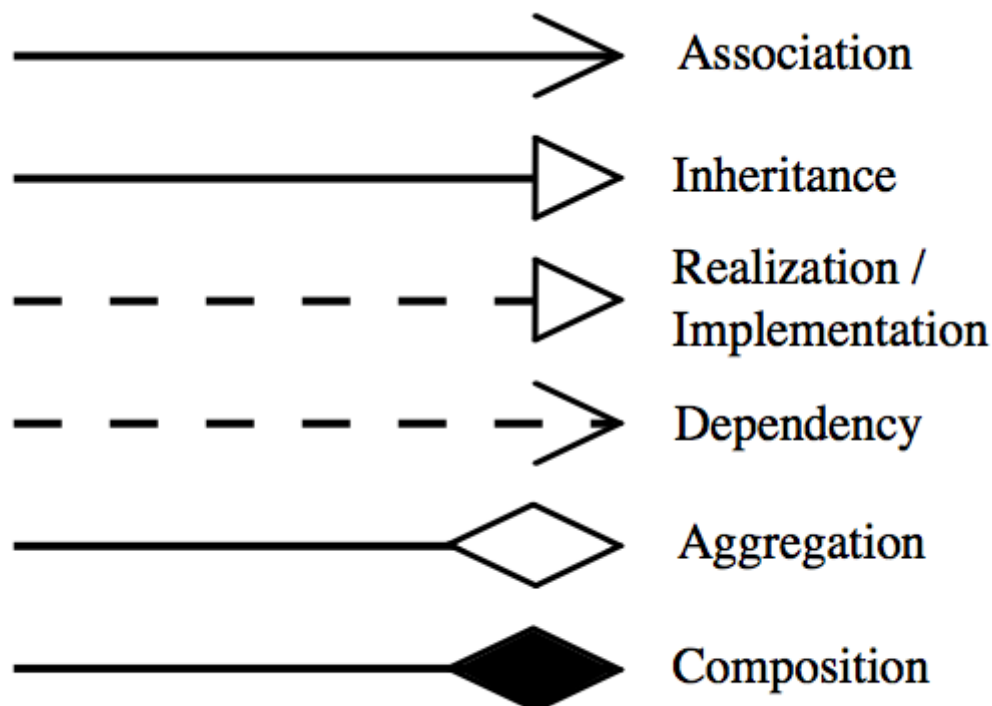 Association
Inheritance
Realization /
Implementation
Dependency
Aggregation
Composition